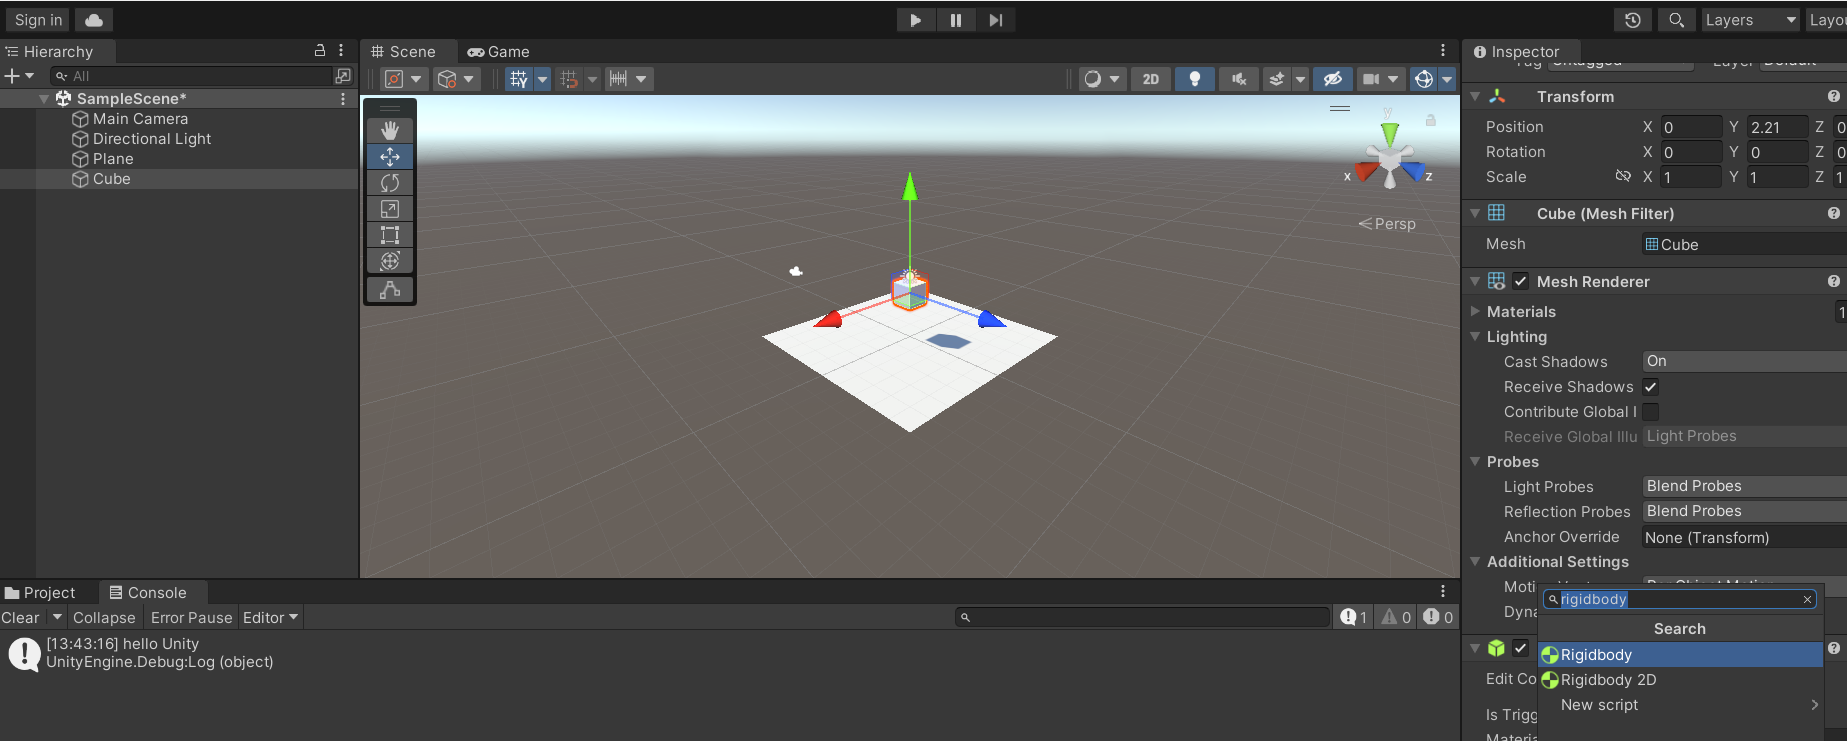 Sign in
Layers
Layou
Hierarchy
All
SampleScene*
Main Camera
Directional Light
Plane
Cube
Scene
Game
2D
y
x
z
Persp
Inspector
Tag Untagged Layer Default
Transform
Position X 0 Y 2.21 Z 0
Rotation X 0 Y 0 Z 0
Scale X 1 Y 1 Z 1
Cube (Mesh Filter)
Mesh Cube
Mesh Renderer
Materials 1
Lighting
Cast Shadows On
Receive Shadows
Contribute Global I
Receive Global Illu Light Probes
Probes
Light Probes Blend Probes
Reflection Probes Blend Probes
Anchor Override None (Transform)
Additional Settings
Moti
Dyna
rigidbody
Search
Rigidbody
Rigidbody 2D
New script
Edit Co
Is Trigg
Materia
Project
Console
Clear Collapse Error Pause Editor
1 0 0
[13:43:16] hello Unity
UnityEngine.Debug:Log (object)